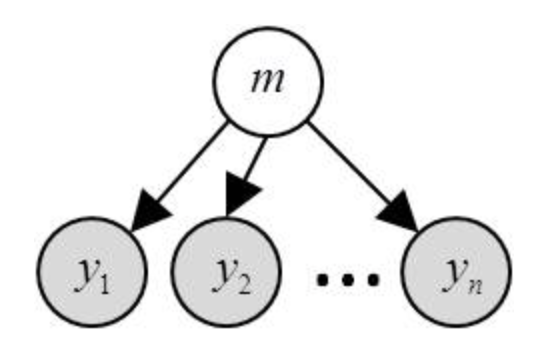 m
y₁ y₂ ... yₙ